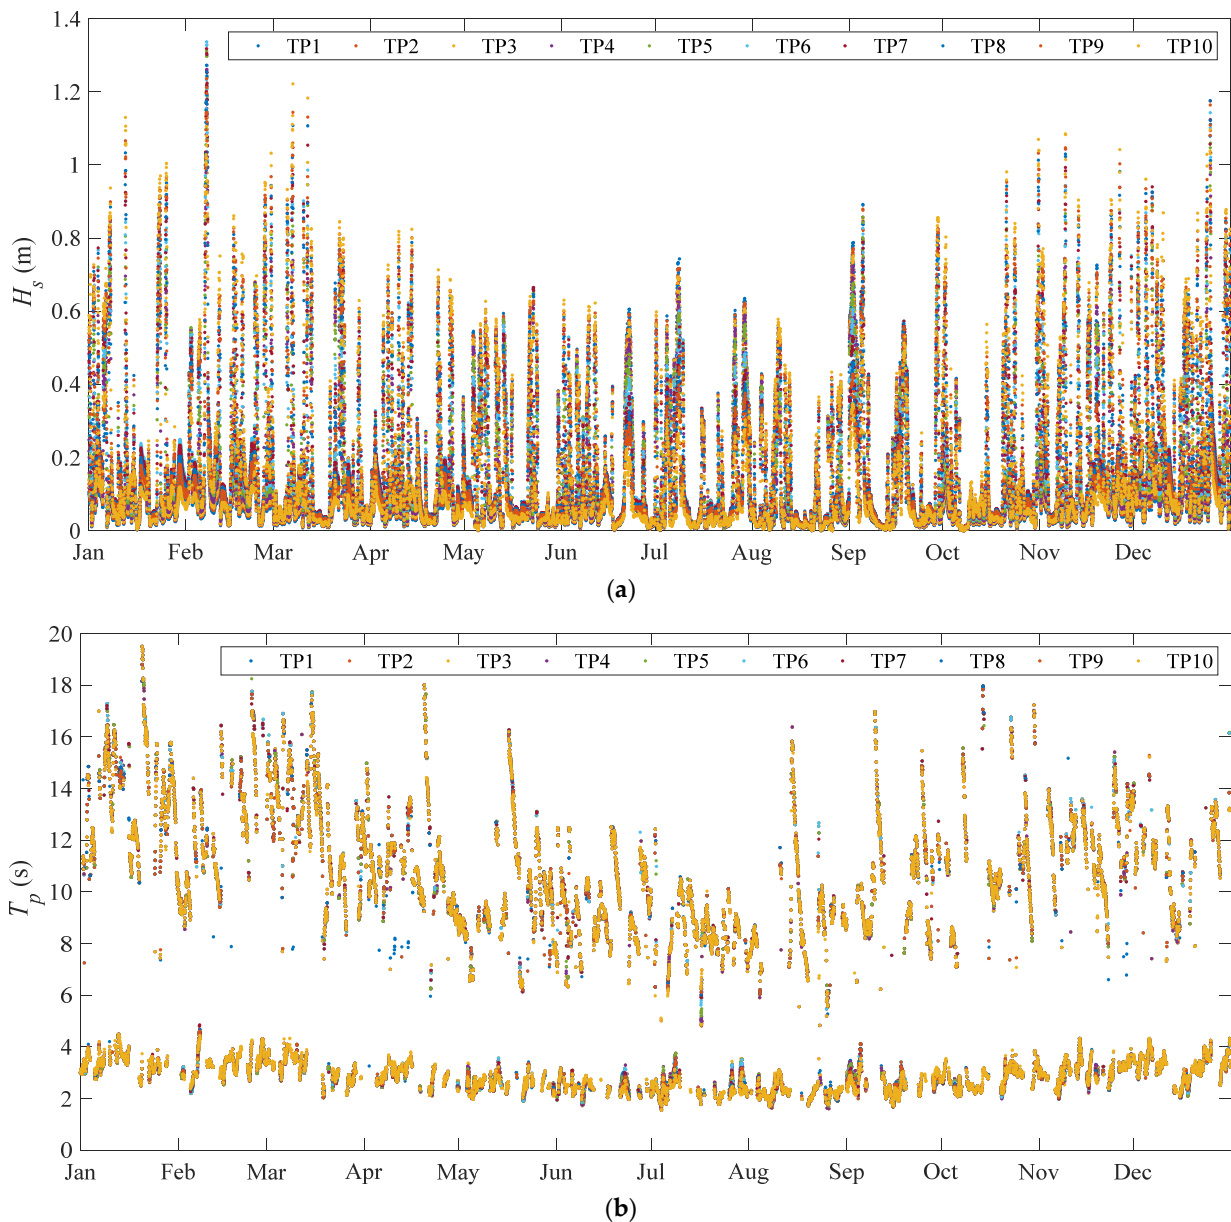 1.4
TP1 TP2 TP3 TP4 TP5 TP6 TP7 TP8 TP9 TP10
1.2
1
0.8
H_s (m)
0.6
0.4
0.2
0
Jan Feb Mar Apr May Jun Jul Aug Sep Oct Nov Dec
(a)
20
TP1 TP2 TP3 TP4 TP5 TP6 TP7 TP8 TP9 TP10
18
16
14
12
T_p (s)
10
8
6
4
2
0
Jan Feb Mar Apr May Jun Jul Aug Sep Oct Nov Dec
(b)